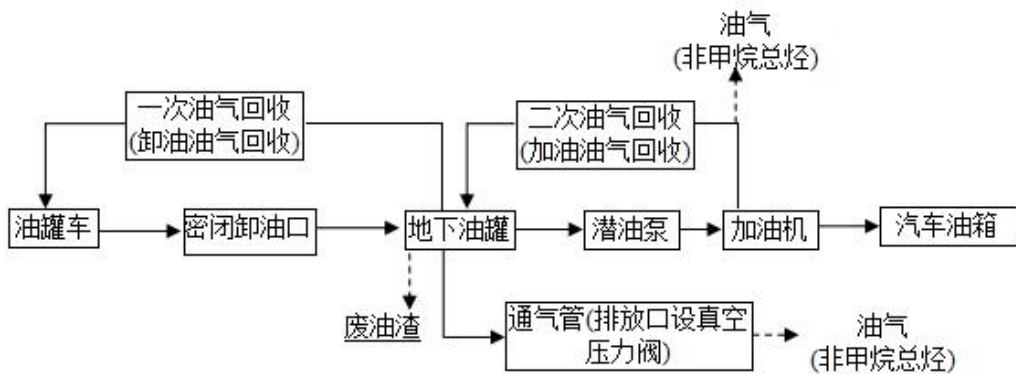 油气
(非甲烷总烃)
一次油气回收
(卸油油气回收)
二次油气回收
(加油油气回收)
油罐车
密闭卸油口
地下油罐
潜油泵
加油机
汽车油箱
废油渣
通气管(排放口设真空
压力阀)
油气
(非甲烷总烃)